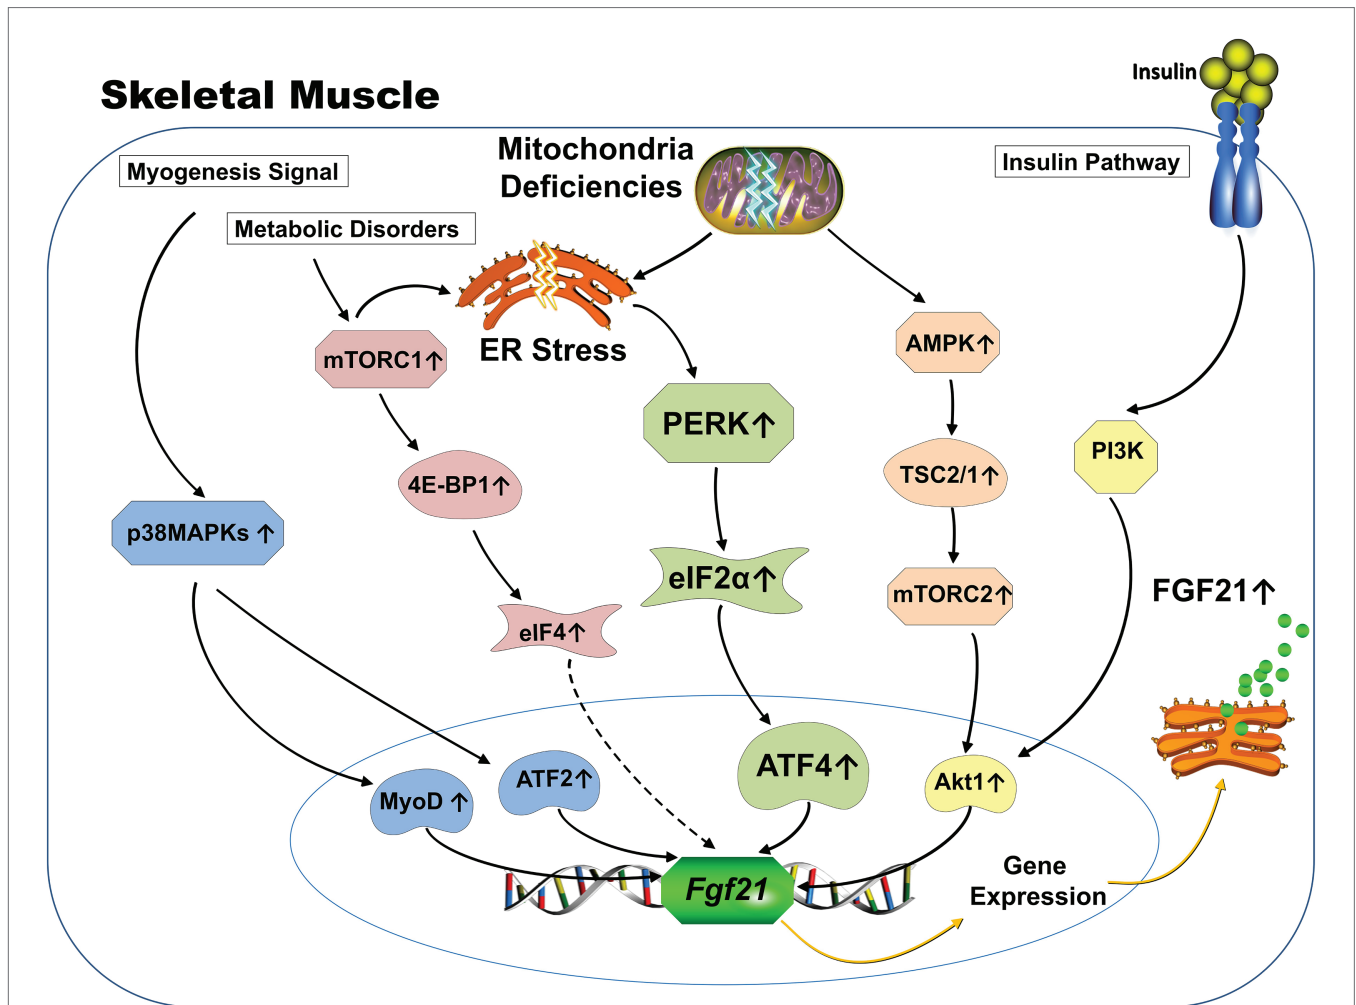 Insulin
Skeletal Muscle
Mitochondria
Deficiencies
Myogenesis Signal
Insulin Pathway
Metabolic Disorders
mTORC1↑
ER Stress
AMPK↑
PERK↑
PI3K
4E-BP1↑
TSC2/1↑
p38MAPKs ↑
eIF2α↑
mTORC2↑
FGF21↑
eIF4↑
ATF4↑
ATF2↑
Akt1↑
MyoD ↑
Fgf21
Gene
Expression